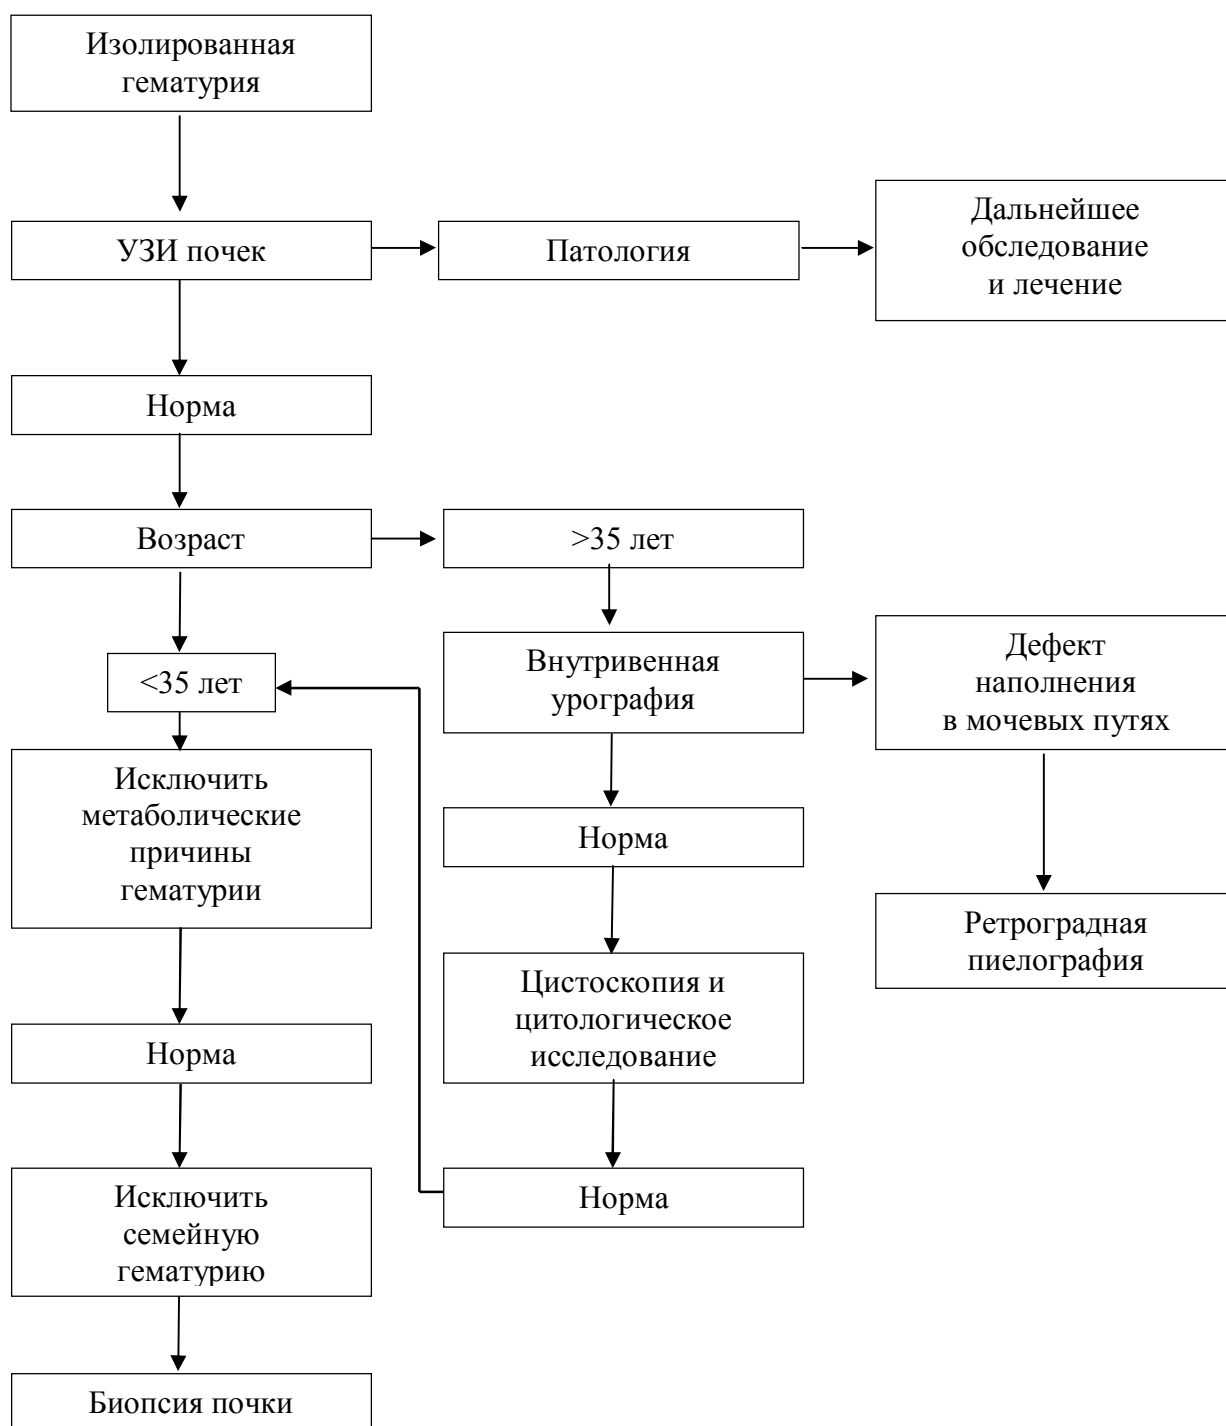 Изолированная
гематурия
УЗИ почек
Патология
Дальнейшее
обследование
и лечение
Норма
Возраст
>35 лет
<35 лет
Внутривенная
урография
Дефект
наполнения
в мочевых путях
Исключить
метаболические
причины
гематурии
Норма
Ретроградная
пиелография
Цистоскопия и
цитологическое
исследование
Норма
Норма
Исключить
семейную
гематурию
Биопсия почки